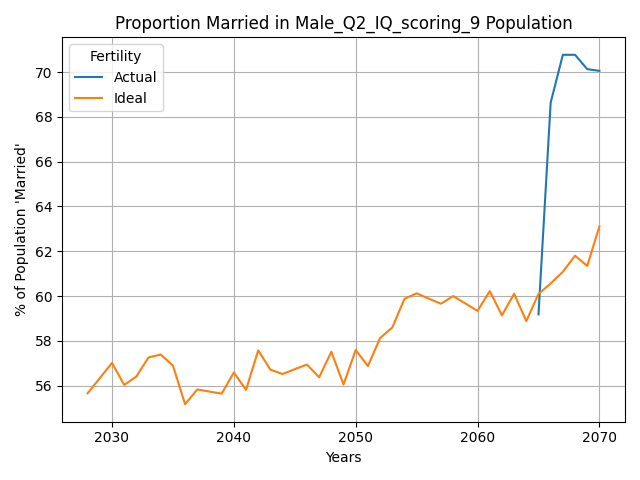 Proportion Married in Male_Q2_IQ_scoring_9 Population
Fertility
Actual
Ideal
% of Population 'Married'
70
68
66
64
62
60
58
56
2030
2040
2050
2060
2070
Years